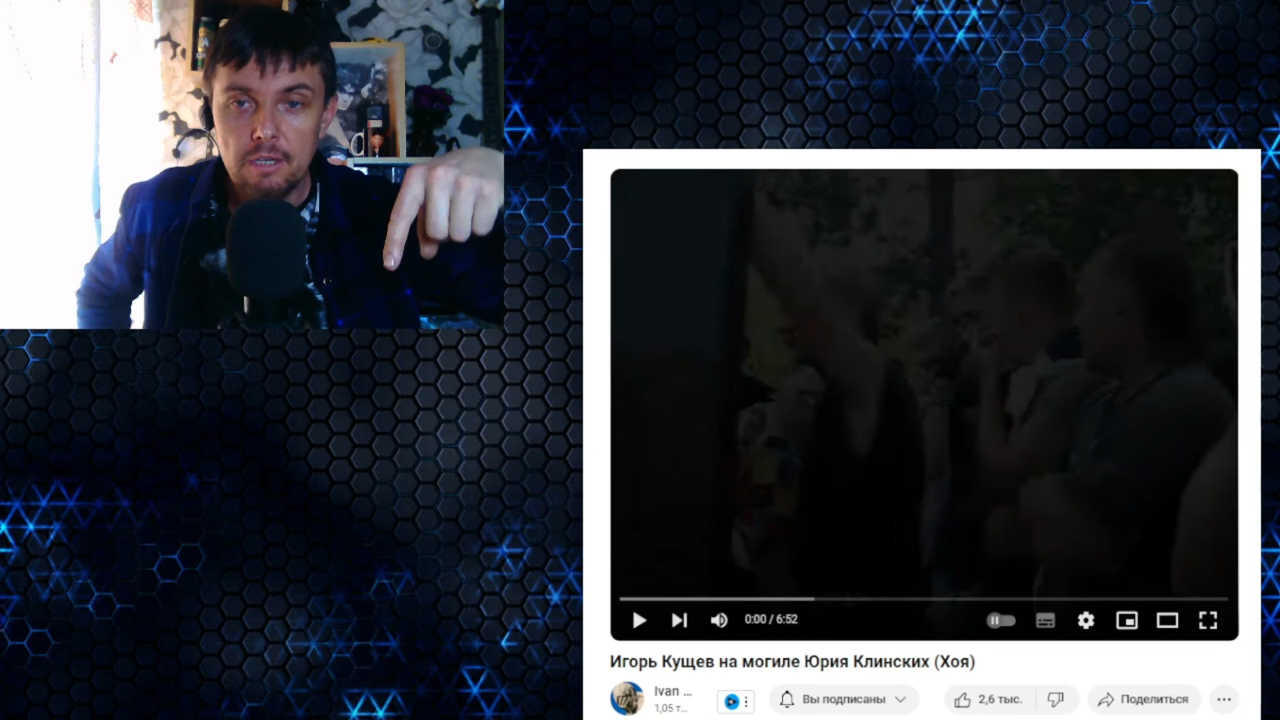 0:00 / 6:52
Игорь Кущев на могиле Юрия Клинских (Хоя)
Ivan ...
1,05 т...
Вы подписаны
2,6 тыс.
Поделиться